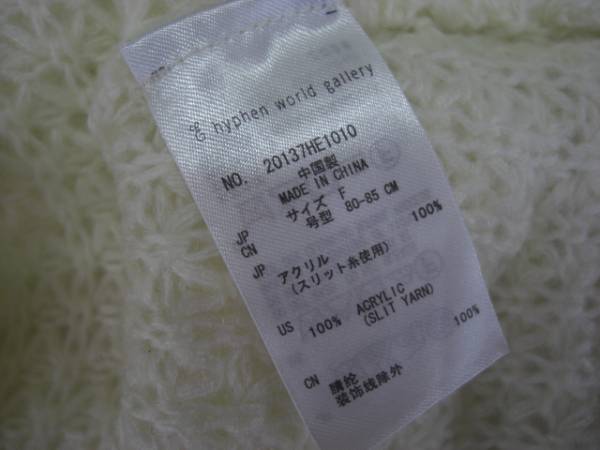 hyphen world gallery
NO. 20137HE1010
中国製
MADE IN CHINA
JP サイズ F
CN 号型 80-85 CM
JP アクリル 100%
(スリット糸使用)
US 100% ACRYLIC
(SLIT YARN)
CN 腈纶 100%
装饰线除外